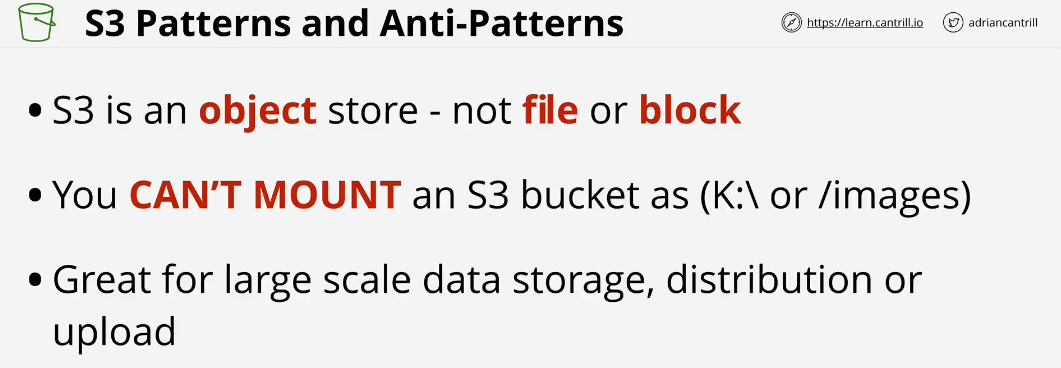 S3 Patterns and Anti-Patterns
https://learn.cantrill.io
adriancantrill
• S3 is an object store - not file or block
• You CAN'T MOUNT an S3 bucket as (K:\ or /images)
• Great for large scale data storage, distribution or
upload